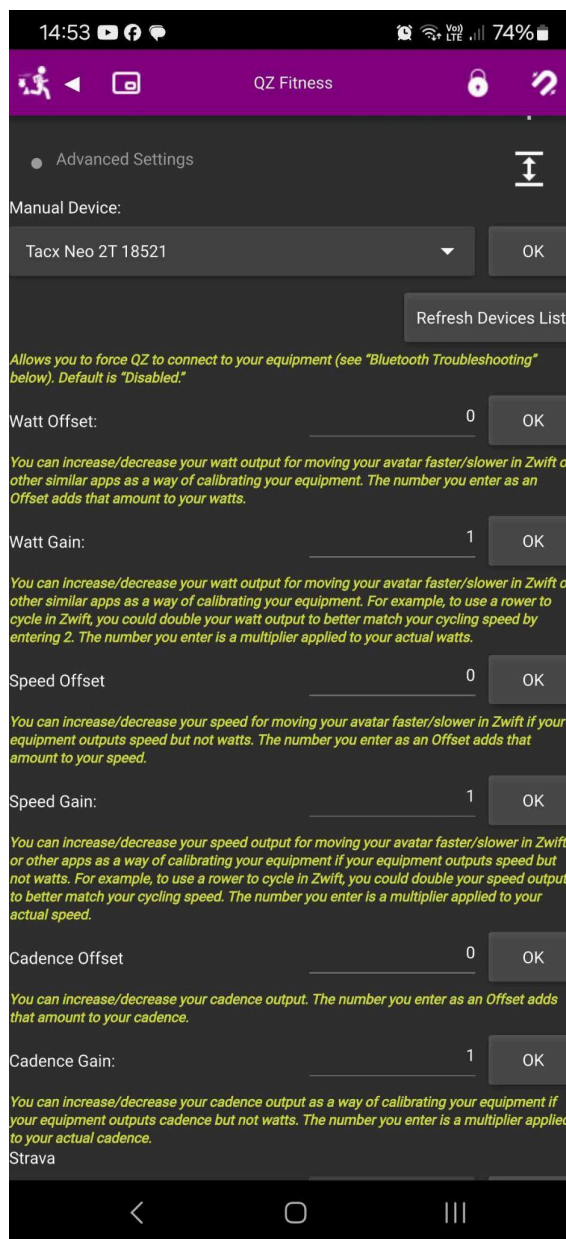 14:53
Voo)
LTE
74%
QZ Fitness
Advanced Settings
Manual Device:
Tacx Neo 2T 18521
OK
Refresh Devices List
Allows you to force QZ to connect to your equipment (see "Bluetooth Troubleshooting"
below). Default is "Disabled."
Watt Offset:
0
OK
You can increase/decrease your watt output for moving your avatar faster/slower in Zwift o
other similar apps as a way of calibrating your equipment. The number you enter as an
Offset adds that amount to your watts.
Watt Gain:
1
OK
You can increase/decrease your watt output for moving your avatar faster/slower in Zwift o
other similar apps as a way of calibrating your equipment. For example, to use a rower to
cycle in Zwift, you could double your watt output to better match your cycling speed by
entering 2. The number you enter is a multiplier applied to your actual watts.
Speed Offset
0
OK
You can increase/decrease your speed for moving your avatar faster/slower in Zwift if your
equipment outputs speed but not watts. The number you enter as an Offset adds that
amount to your speed.
Speed Gain:
1
OK
You can increase/decrease your speed output for moving your avatar faster/slower in Zwift
or other apps as a way of calibrating your equipment if your equipment outputs speed but
not watts. For example, to use a rower to cycle in Zwift, you could double your speed output
to better match your cycling speed. The number you enter is a multiplier applied to your
actual speed.
Cadence Offset
0
OK
You can increase/decrease your cadence output. The number you enter as an Offset adds
that amount to your cadence.
Cadence Gain:
1
OK
You can increase/decrease your cadence output as a way of calibrating your equipment if
your equipment outputs cadence but not watts. The number you enter is a multiplier applied
to your actual cadence.
Strava